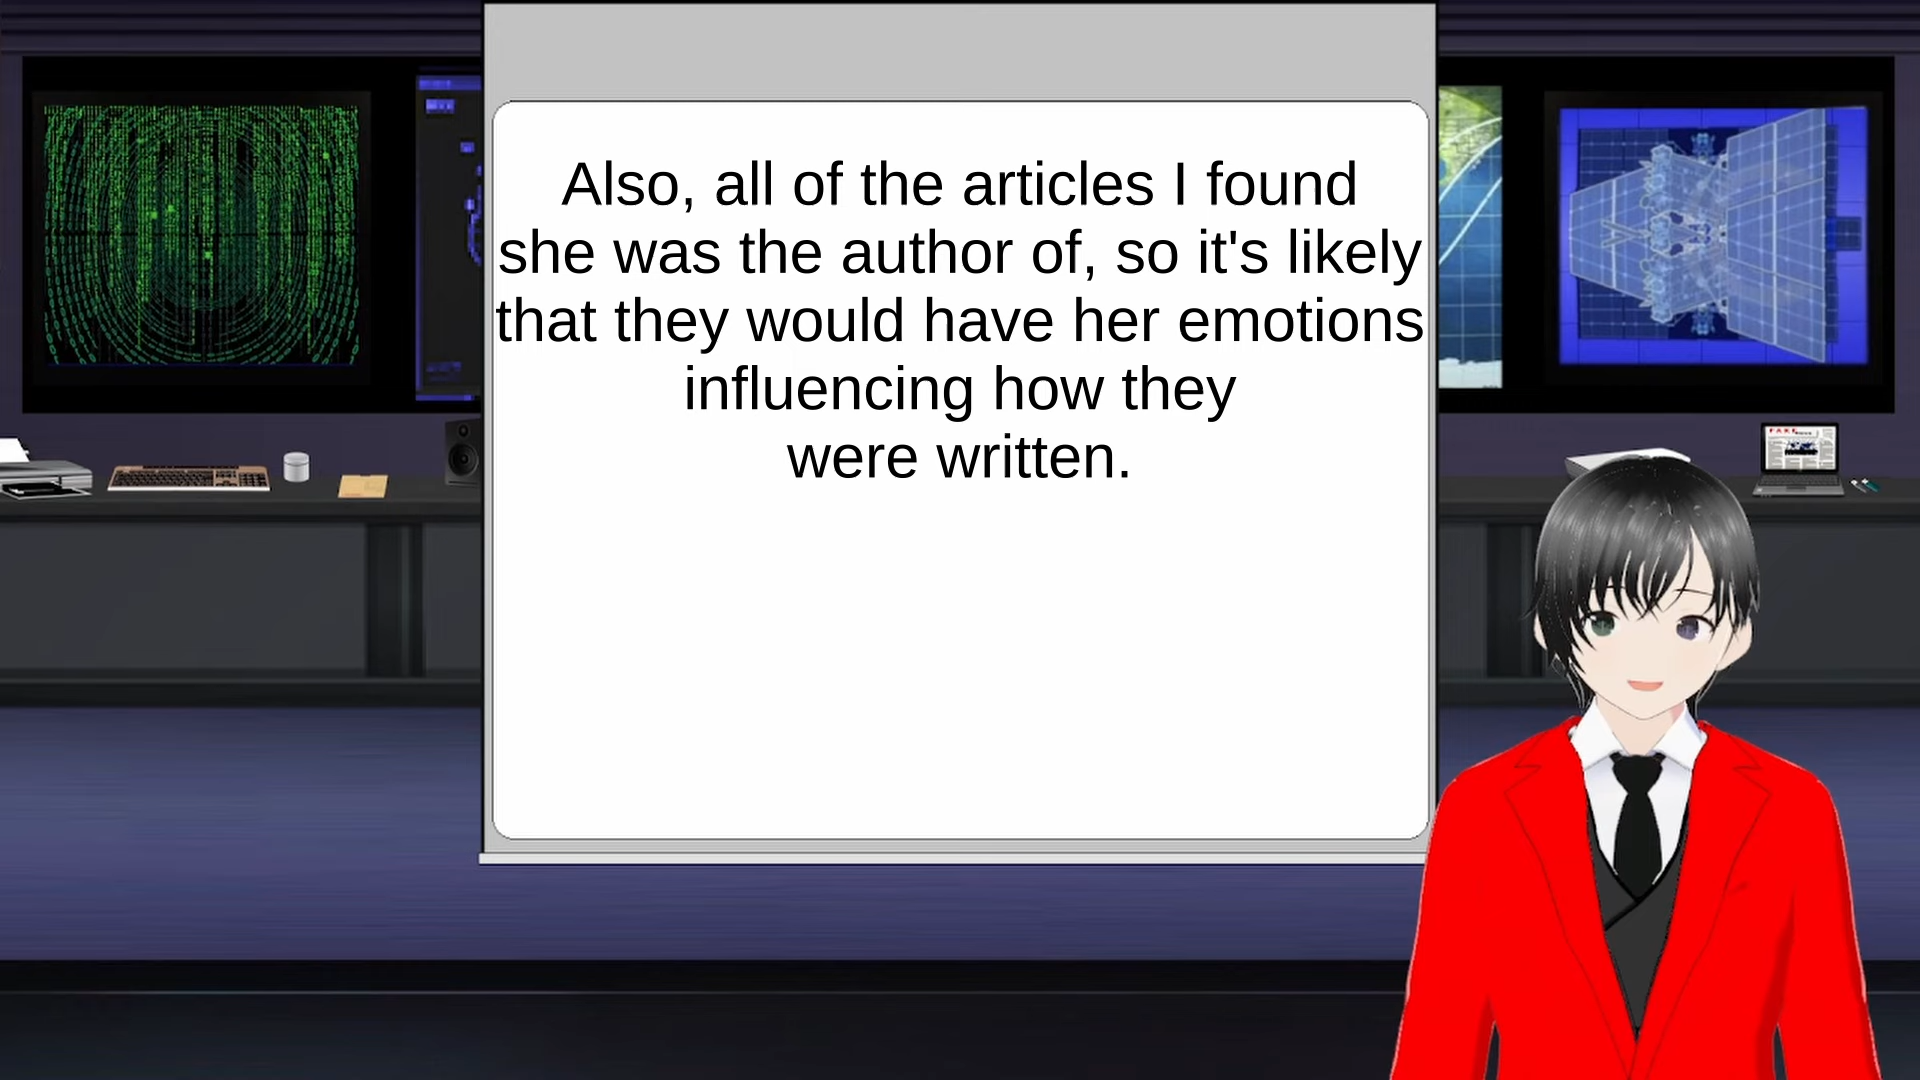 Also, all of the articles I found
she was the author of, so it's likely
that they would have her emotions
influencing how they
were written.
FAKE